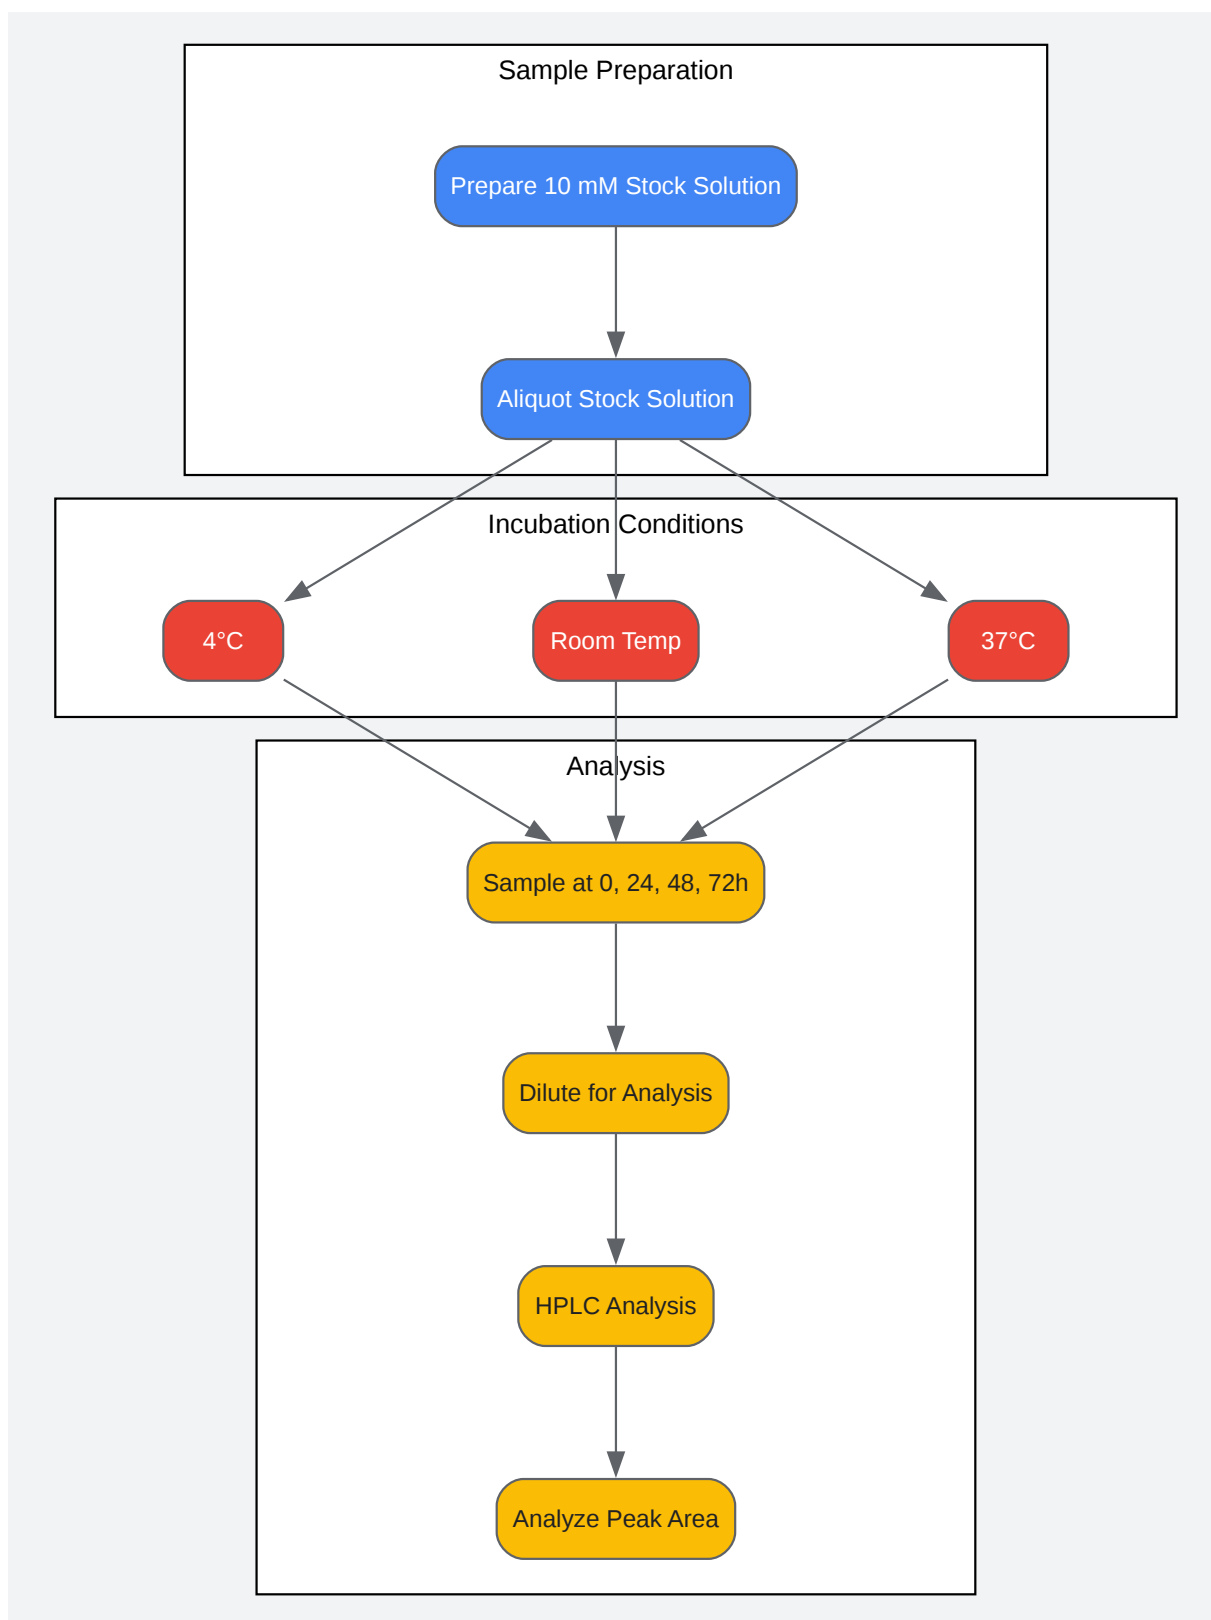 Sample Preparation
Prepare 10 mM Stock Solution
Aliquot Stock Solution
Incubation Conditions
4°C
Room Temp
37°C
Analysis
Sample at 0, 24, 48, 72h
Dilute for Analysis
HPLC Analysis
Analyze Peak Area